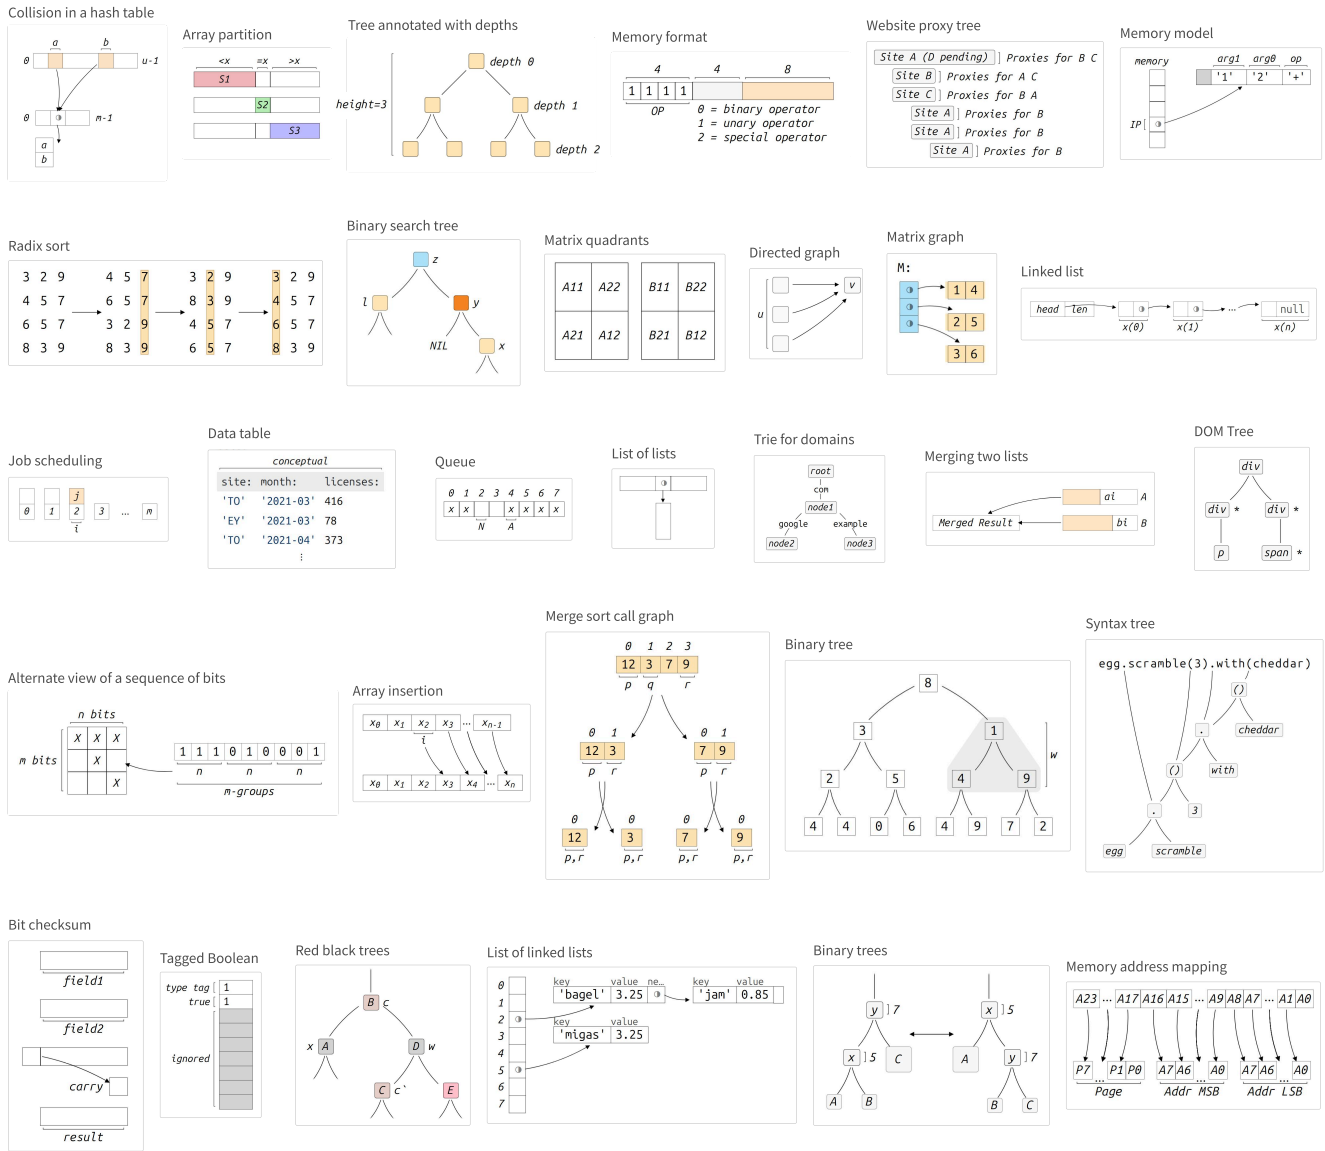 Collision in a hash table
a b
0 u-1
0 m-1
a
b
Array partition
<x =x >x
S1
S2
S3
Tree annotated with depths
depth 0
height=3 depth 1
depth 2
Memory format
4 4 8
1 1 1 1
OP 0 = binary operator
1 = unary operator
2 = special operator
Website proxy tree
Site A (D pending) Proxies for B C
Site B Proxies for A C
Site C Proxies for B A
Site A Proxies for B
Site A Proxies for B
Site A Proxies for B
Memory model
memory arg1 arg0 op
'1' '2' '+'
IP
Radix sort
3 2 9 4 5 7 3 2 9 3 2 9
4 5 7 6 5 7 8 3 9 4 5 7
6 5 7 3 2 9 4 5 7 6 5 7
8 3 9 8 3 9 6 5 7 8 3 9
Binary search tree
z
l y
NIL x
Matrix quadrants
A11 A22 B11 B22
A21 A12 B21 B12
Directed graph
v
u
Matrix graph
M:
1 4
2 5
3 6
Linked list
head len ... null
x(0) x(1) x(n)
Job scheduling
j
0 1 2 3 ... m
i
Data table
conceptual
site: month: licenses:
'TO' '2021-03' 416
'EY' '2021-03' 78
'TO' '2021-04' 373
⋮
Queue
0 1 2 3 4 5 6 7
x x x x x x
N A
List of lists
Trie for domains
root
com
node1
google example
node2 node3
Merging two lists
ai A
Merged Result bi B
DOM Tree
div
div * div *
p span *
Alternate view of a sequence of bits
n bits
X X X
m bits X
X
1 1 1 0 1 0 0 0 1
n n n
m-groups
Array insertion
x0 x1 x2 x3 ... xn-1
i
x0 x1 x2 x3 x4 ... xn
Merge sort call graph
0 1 2 3
12 3 7 9
p q r
0 1 0 1
12 3 7 9
p r p r
0 0 0 0
12 3 7 9
p,r p,r p,r p,r
Binary tree
8
3 1
w
2 5 4 9
4 4 0 6 4 9 7 2
Syntax tree
egg.scramble(3).with(cheddar)
()
. cheddar
() with
. 3
egg scramble
Bit checksum
field1
field2
carry
result
Tagged Boolean
type tag 1
true 1
ignored
Red black trees
B c
x A D w
C c` E
List of linked lists
0
1
2
3
4
5
6
7
key value ne… key value
'bagel' 3.25 'jam' 0.85
key value
'migas' 3.25
Binary trees
y ]7 x ]5
x ]5 C A y ]7
A B B C
Memory address mapping
A23 ... A17 A16 A15 ... A9 A8 A7 ... A1 A0
P7 ... P1 P0 A7 A6 ... A0 A7 A6 ... A0
Page Addr MSB Addr LSB